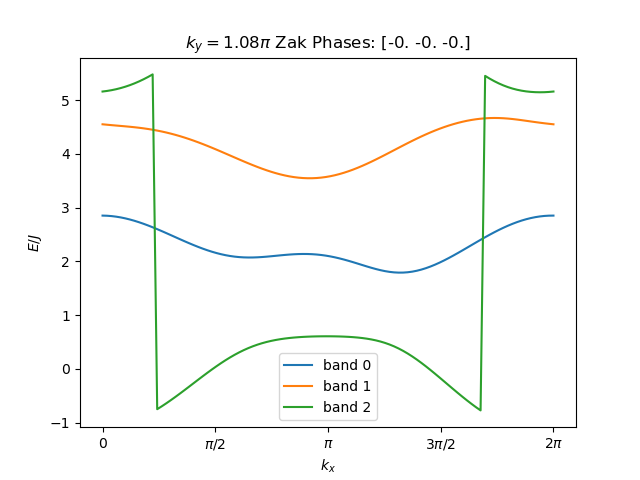 k_y = 1.08π Zak Phases: [-0. -0. -0.]
E/J
5
4
3
2
1
0
−1
band 0
band 1
band 2
0
π/2
π
3π/2
2π
k_x